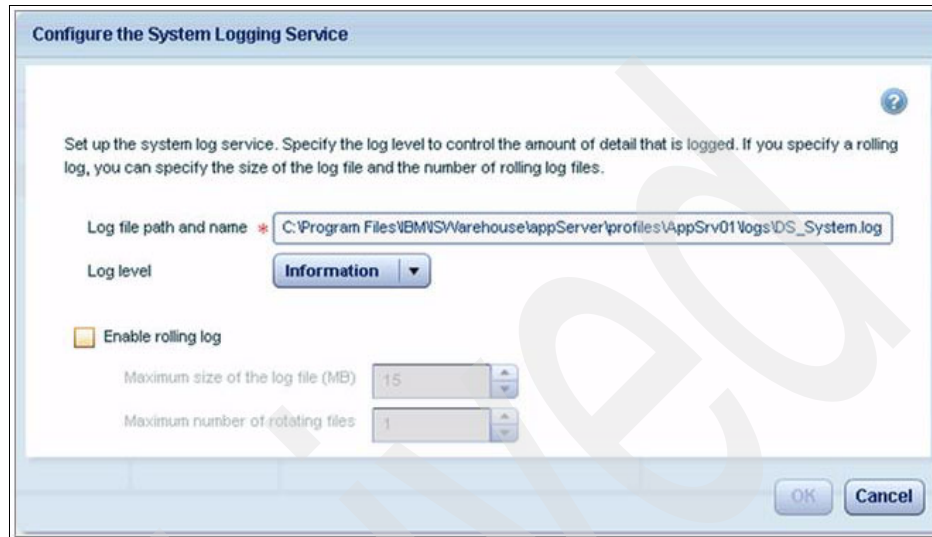 Configure the System Logging Service
?
Set up the system log service. Specify the log level to control the amount of detail that is logged. If you specify a rolling
log, you can specify the size of the log file and the number of rolling log files.
Log file path and name * C:\Program Files\IBM\ISWarehouse\appServer\profiles\AppSrv01\logs\DS_System.log
Log level Information
Enable rolling log
Maximum size of the log file (MB) 15
Maximum number of rotating files 1
OK Cancel